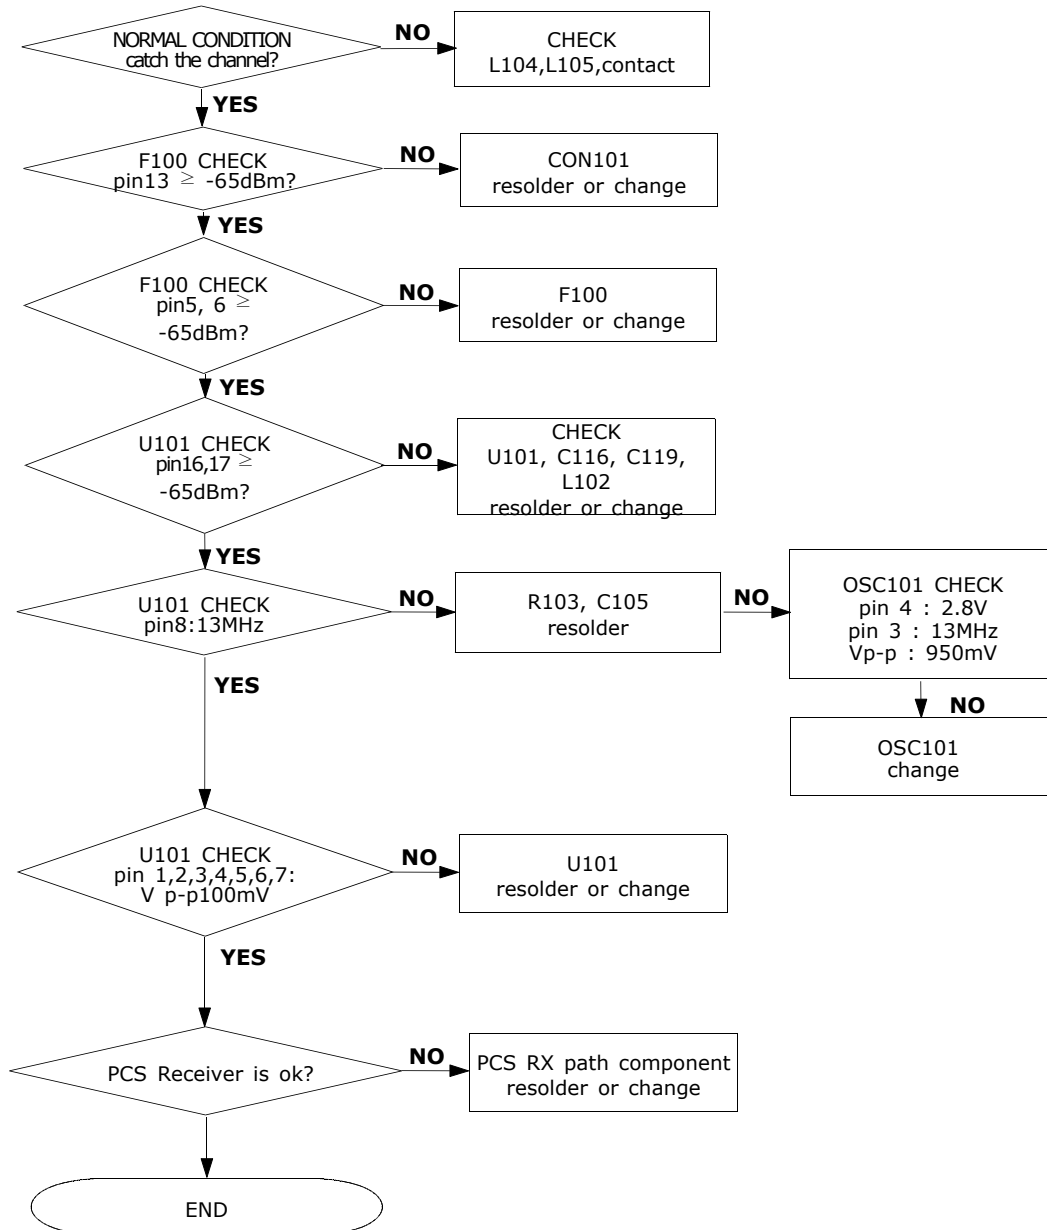 NORMAL CONDITION
catch the channel?
NO
CHECK
L104,L105,contact
YES
F100 CHECK
pin13 ≥ -65dBm?
NO
CON101
resolder or change
YES
F100 CHECK
pin5, 6 ≥
-65dBm?
NO
F100
resolder or change
YES
U101 CHECK
pin16,17 ≥
-65dBm?
NO
CHECK
U101, C116, C119,
L102
resolder or change
YES
U101 CHECK
pin8:13MHz
NO
R103, C105
resolder
NO
OSC101 CHECK
pin 4 : 2.8V
pin 3 : 13MHz
Vp-p : 950mV
NO
OSC101
change
YES
U101 CHECK
pin 1,2,3,4,5,6,7:
V p-p100mV
NO
U101
resolder or change
YES
PCS Receiver is ok?
NO
PCS RX path component
resolder or change
END